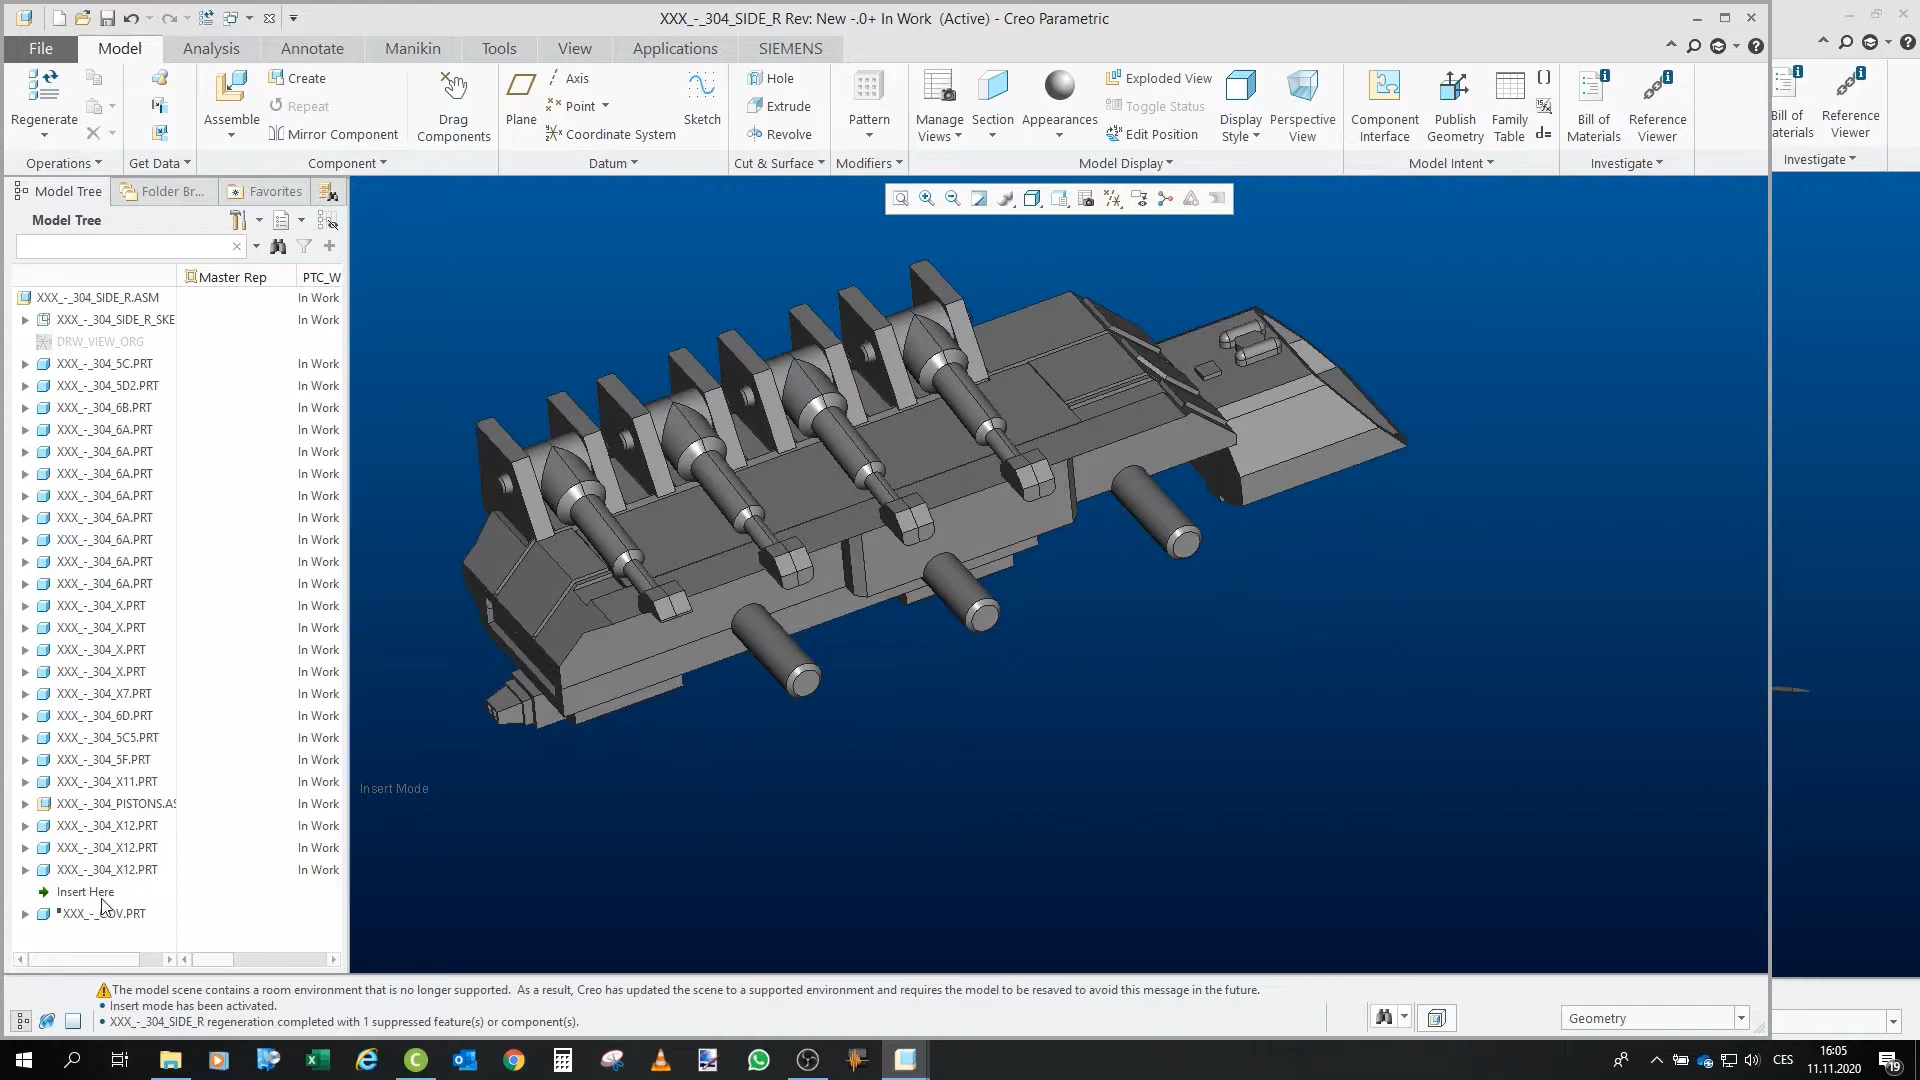 XXX_-_304_SIDE_R Rev: New -.0+ In Work (Active) - Creo Parametric
File Model Analysis Annotate Manikin Tools View Applications SIEMENS
Regenerate
Operations
Get Data
Assemble
Create
Repeat
Mirror Component
Drag
Components
Component
Plane
Axis
Point
Coordinate System
Sketch
Datum
Hole
Extrude
Revolve
Cut & Surface
Pattern
Modifiers
Manage
Views
Section
Appearances
Exploded View
Toggle Status
Edit Position
Display
Style
Perspective
View
Model Display
Component
Interface
Publish
Geometry
Family
Table
Model Intent
Bill of
Materials
Reference
Viewer
Investigate
Bill of
aterials
Reference
Viewer
Investigate
Model Tree Folder Br... Favorites
Model Tree
Master Rep PTC_W
XXX_-_304_SIDE_R.ASM In Work
XXX_-_304_SIDE_R_SKE In Work
DRW_VIEW_ORG
XXX_-_304_5C.PRT In Work
XXX_-_304_5D2.PRT In Work
XXX_-_304_6B.PRT In Work
XXX_-_304_6A.PRT In Work
XXX_-_304_6A.PRT In Work
XXX_-_304_6A.PRT In Work
XXX_-_304_6A.PRT In Work
XXX_-_304_6A.PRT In Work
XXX_-_304_6A.PRT In Work
XXX_-_304_6A.PRT In Work
XXX_-_304_6A.PRT In Work
XXX_-_304_X.PRT In Work
XXX_-_304_X.PRT In Work
XXX_-_304_X.PRT In Work
XXX_-_304_X.PRT In Work
XXX_-_304_X7.PRT In Work
XXX_-_304_6D.PRT In Work
XXX_-_304_5C5.PRT In Work
XXX_-_304_5F.PRT In Work
XXX_-_304_X11.PRT In Work
XXX_-_304_PISTONS.AS In Work
XXX_-_304_X12.PRT In Work
XXX_-_304_X12.PRT In Work
XXX_-_304_X12.PRT In Work
Insert Here
Insert Mode
The model scene contains a room environment that is no longer supported. As a result, Creo has updated the scene to a supported environment and requires the model to be resaved to avoid this message in the future.
• Insert mode has been activated.
• XXX_-_304_SIDE_R regeneration completed with 1 suppressed feature(s) or component(s).
Geometry
CES
16:05
11.11.2020
19